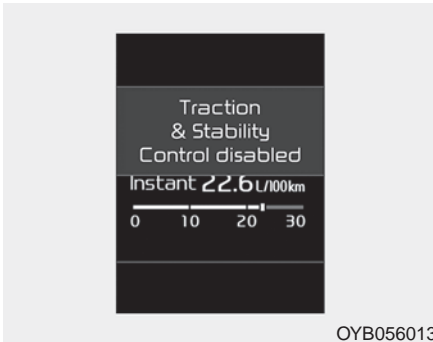 Traction
& Stability
Control disabled
Instant 22.6 L/100km
0 10 20 30
OYB056013